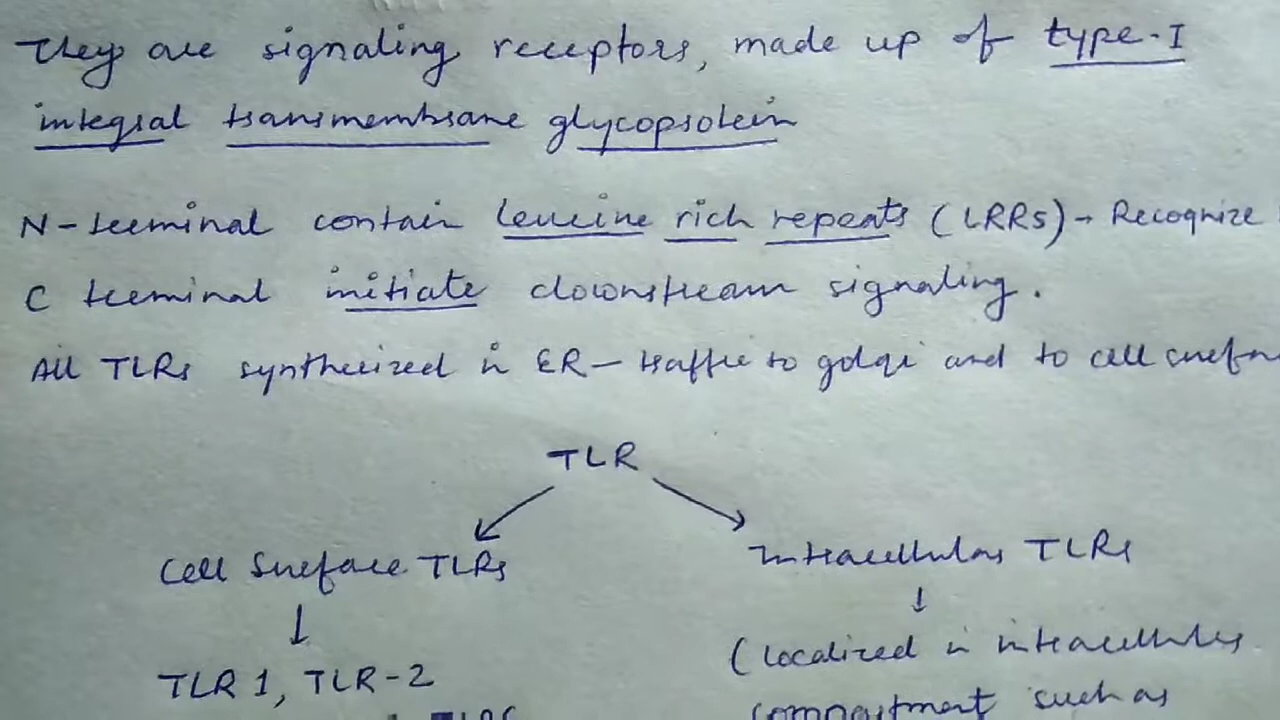 They are signaling receptors, made up of type-I
integral transmembrane glycoprotein
N-terminal contain leucine rich repeats (LRRs) → Recognize
C terminal initiate downstream signaling.
All TLRs synthesized in ER – traffic to golgi and to cell
TLR
Cell Surface TLRs
Intracellular TLRs
↓
↓
(localized in intracellular
TLR 1, TLR-2
compartment such as